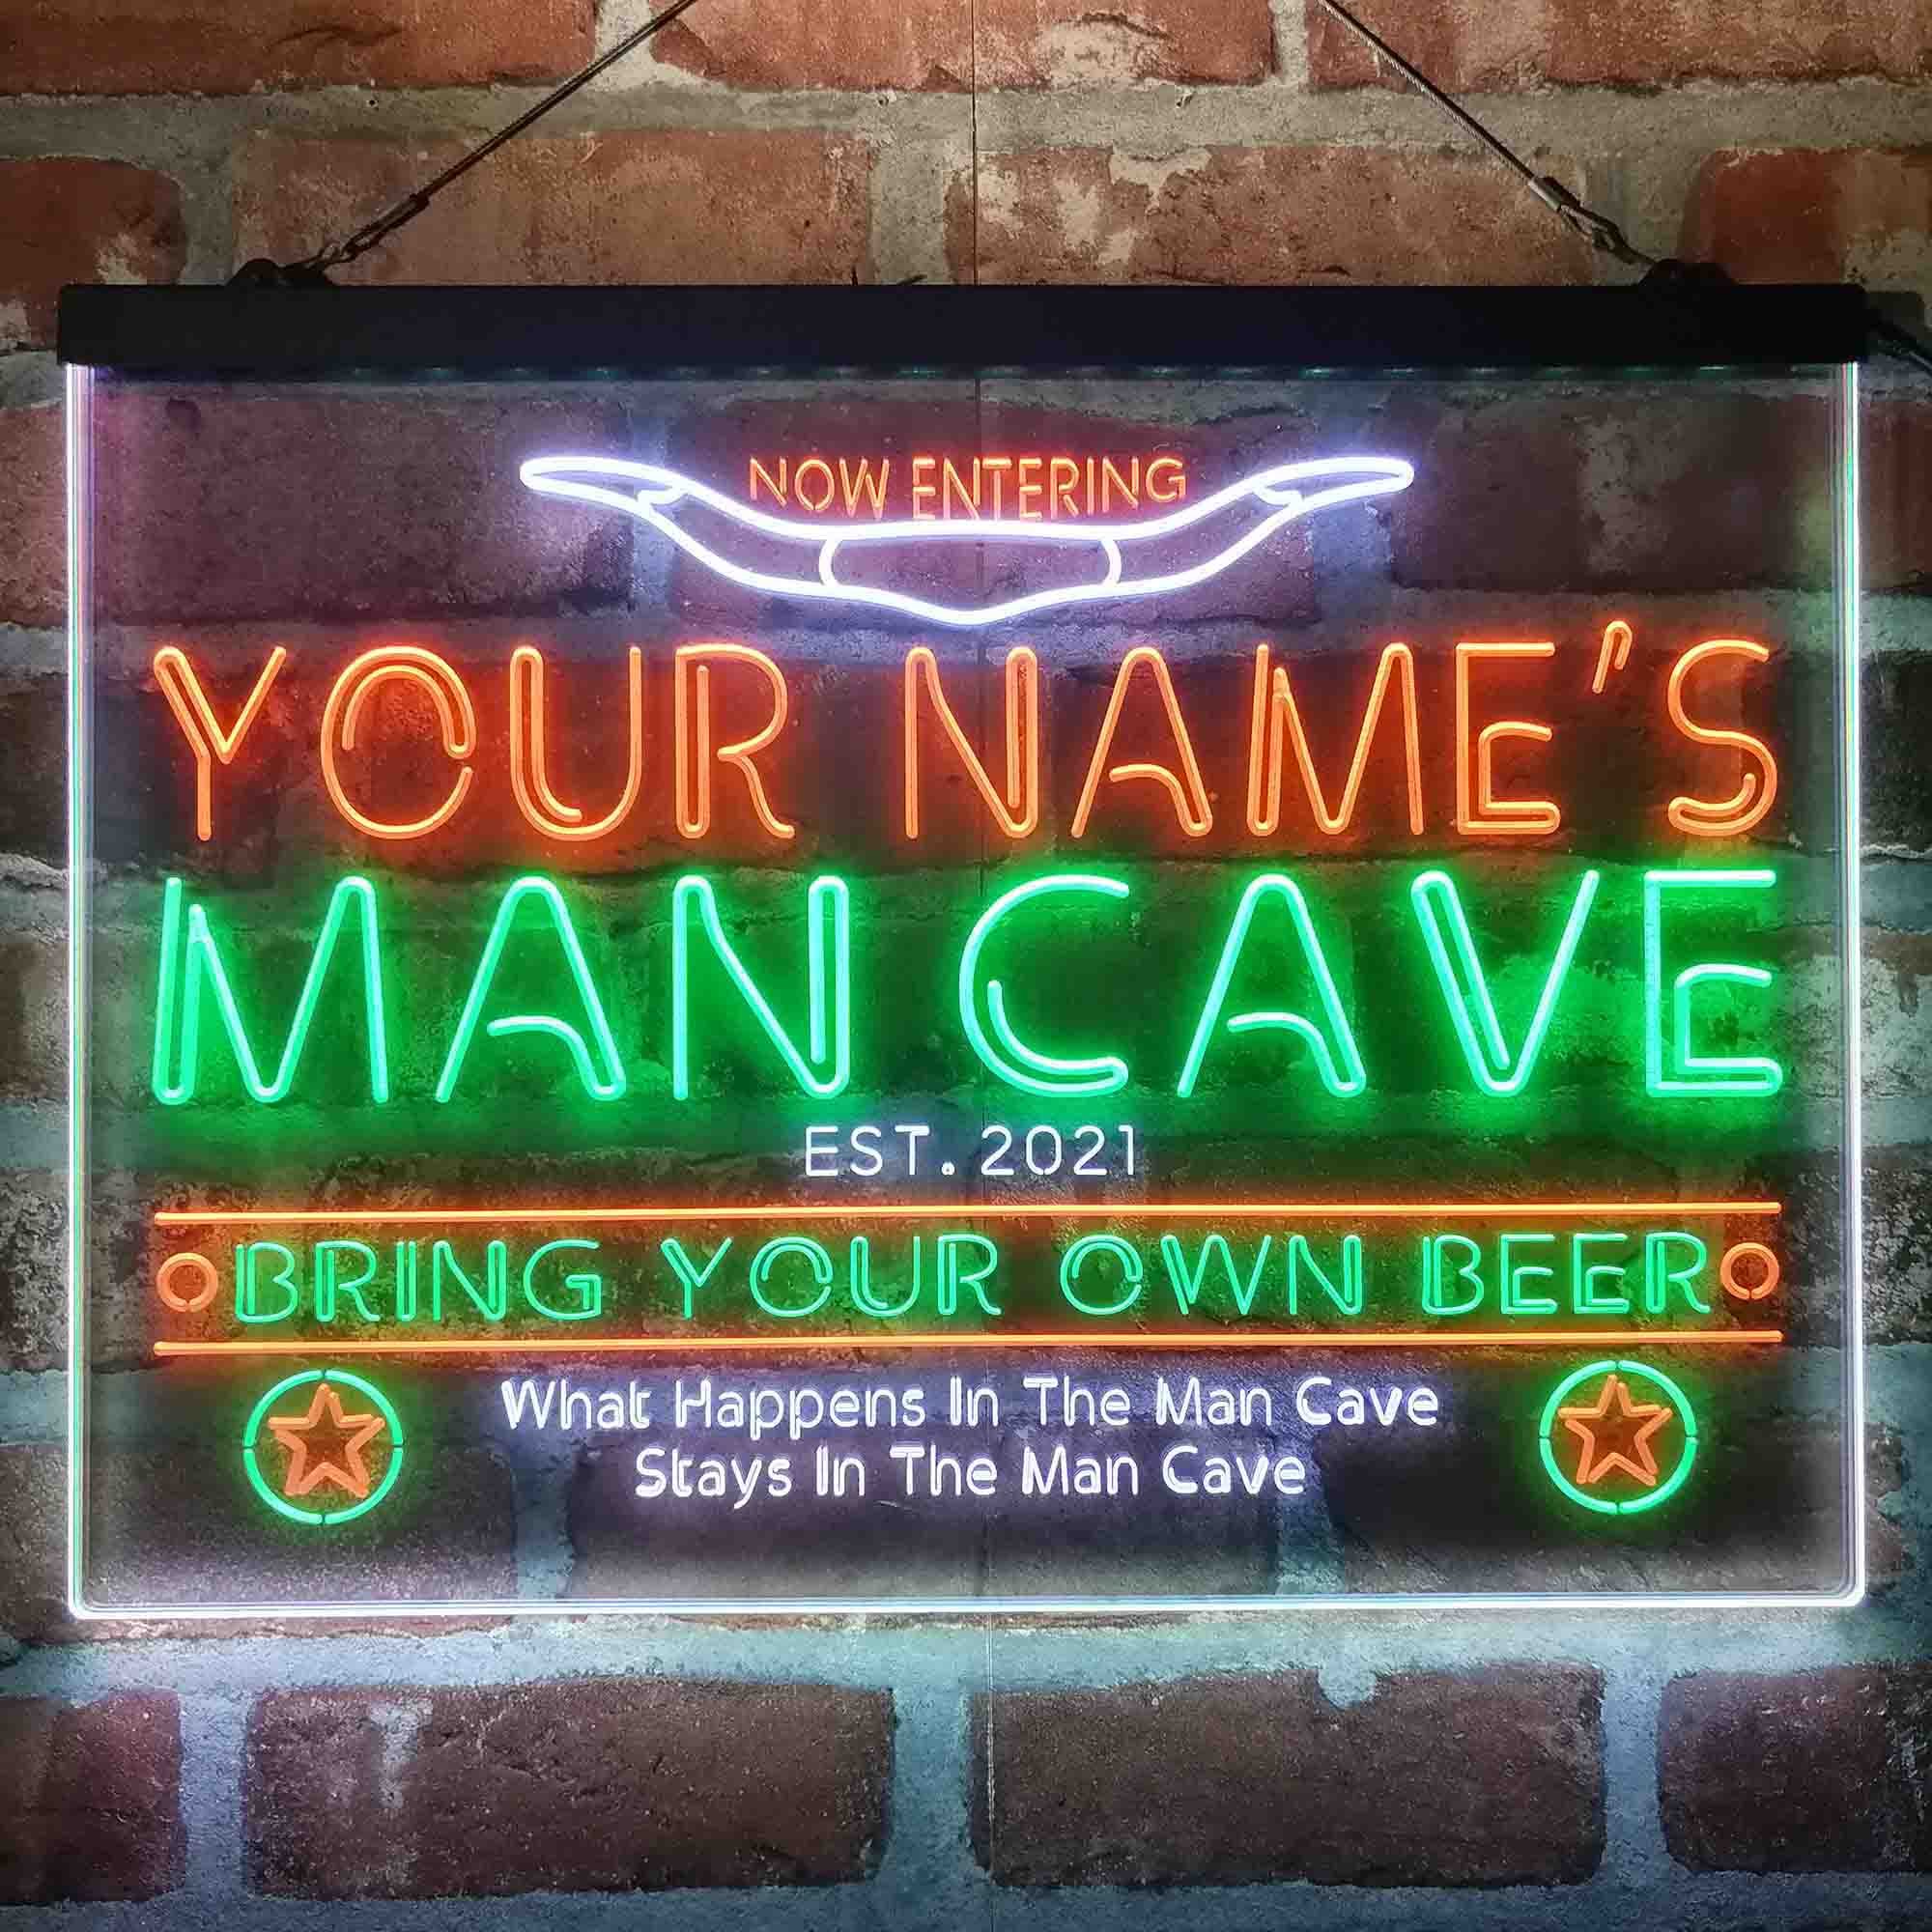 NOW ENTERING
YOUR NAME'S
MAN CAVE
EST. 2021
BRING YOUR OWN BEER
What Happens In The Man Cave
Stays In The Man Cave